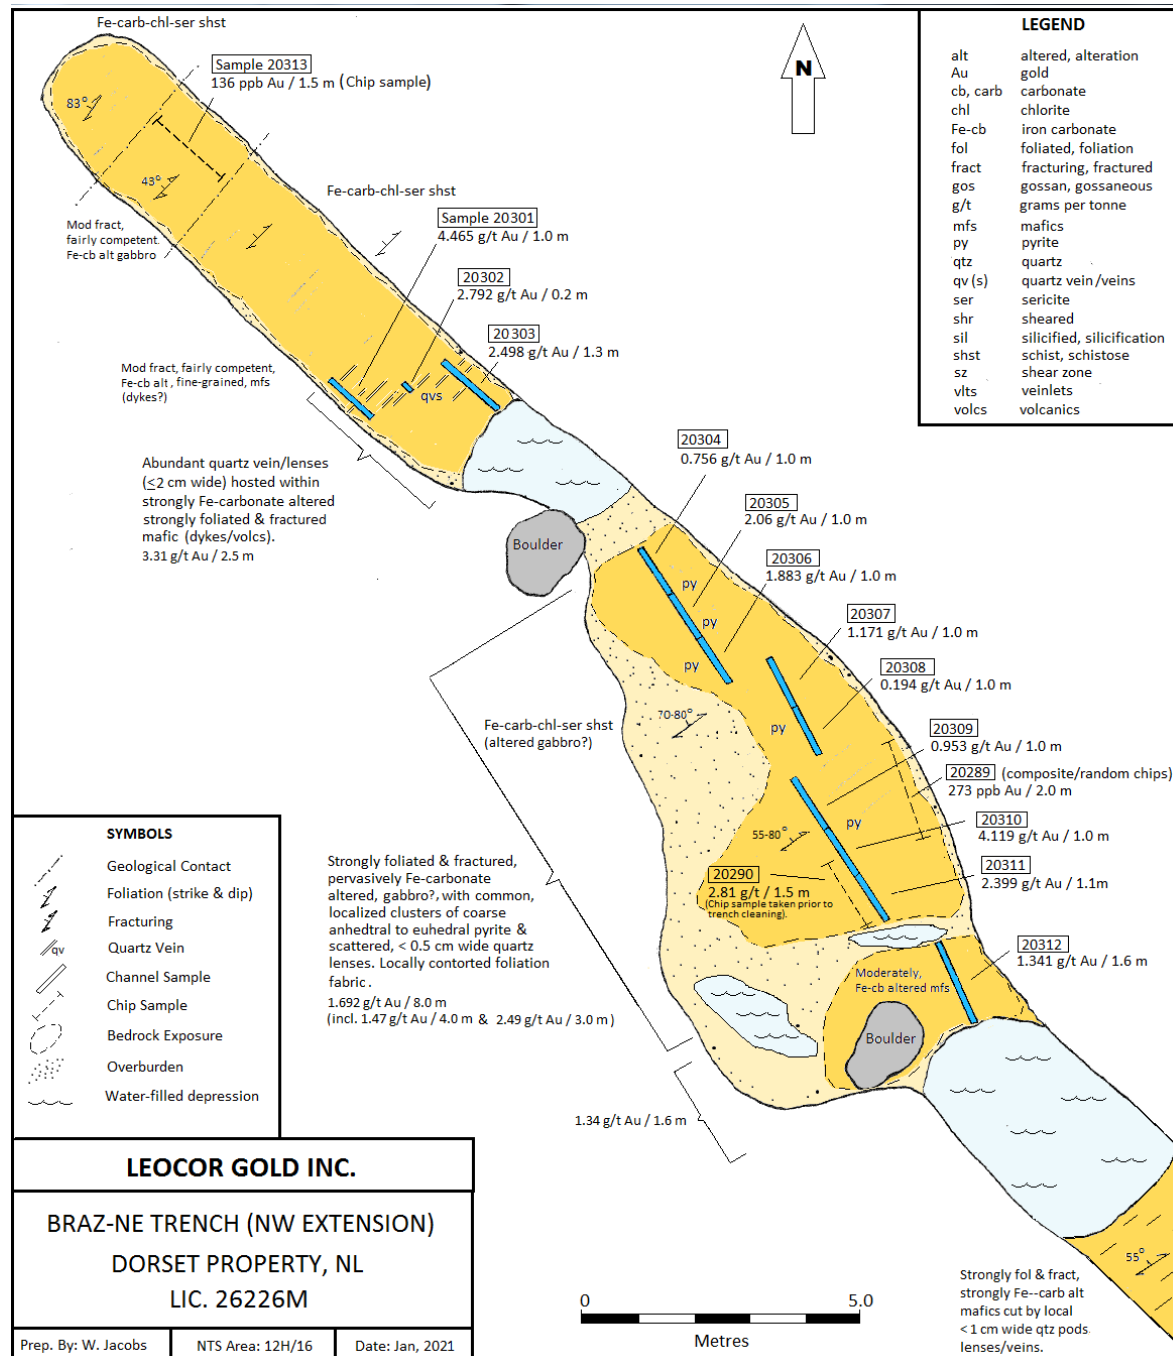 Fe-carb-chl-ser shst
Sample 20313
136 ppb Au / 1.5 m (Chip sample)
83°
43°
Mod fract,
fairly competent.
Fe-cb alt gabbro
N
Fe-carb-chl-ser shst
Sample 20301
4.465 g/t Au / 1.0 m
20302
2.792 g/t Au / 0.2 m
20303
2.498 g/t Au / 1.3 m
Mod fract, fairly competent,
Fe-cb alt , fine-grained, mfs
(dykes?)
qvs
Abundant quartz vein/lenses
(≤2 cm wide) hosted within
strongly Fe-carbonate altered
strongly foliated & fractured
mafic (dykes/volcs).
3.31 g/t Au / 2.5 m
Boulder
LEGEND
alt altered, alteration
Au gold
cb, carb carbonate
chl chlorite
Fe-cb iron carbonate
fol foliated, foliation
fract fracturing, fractured
gos gossan, gossaneous
g/t grams per tonne
mfs mafics
py pyrite
qtz quartz
qv (s) quartz vein/veins
ser sericite
shr sheared
sil silicified, silicification
shst schist, schistose
sz shear zone
vlts veinlets
volcs volcanics
20304
0.756 g/t Au / 1.0 m
20305
2.06 g/t Au / 1.0 m
20306
1.883 g/t Au / 1.0 m
20307
1.171 g/t Au / 1.0 m
20308
0.194 g/t Au / 1.0 m
20309
0.953 g/t Au / 1.0 m
20289 (composite/random chips)
273 ppb Au / 2.0 m
20310
4.119 g/t Au / 1.0 m
20311
2.399 g/t Au / 1.1m
20312
1.341 g/t Au / 1.6 m
py
py
py
py
py
70-80°
55-80°
Fe-carb-chl-ser shst
(altered gabbro?)
20290
2.81 g/t / 1.5 m
(Chip sample taken prior to
trench cleaning).
Moderately,
Fe-cb altered mfs
Boulder
Strongly foliated & fractured,
pervasively Fe-carbonate
altered, gabbro?, with common,
localized clusters of coarse
anhedtral to euhedral pyrite &
scattered, < 0.5 cm wide quartz
lenses. Locally contorted foliation
fabric .
1.692 g/t Au / 8.0 m
(incl. 1.47 g/t Au / 4.0 m & 2.49 g/t Au / 3.0 m )
1.34 g/t Au / 1.6 m
55°
Strongly fol & fract,
strongly Fe--carb alt
mafics cut by local
< 1 cm wide qtz pods.
lenses/veins.
SYMBOLS
Geological Contact
Foliation (strike & dip)
Fracturing
qv Quartz Vein
Channel Sample
Chip Sample
Bedrock Exposure
Overburden
Water-filled depression
LEOCOR GOLD INC.
BRAZ-NE TRENCH (NW EXTENSION)
DORSET PROPERTY, NL
LIC. 26226M
Prep. By: W. Jacobs NTS Area: 12H/16 Date: Jan, 2021
0 5.0
Metres